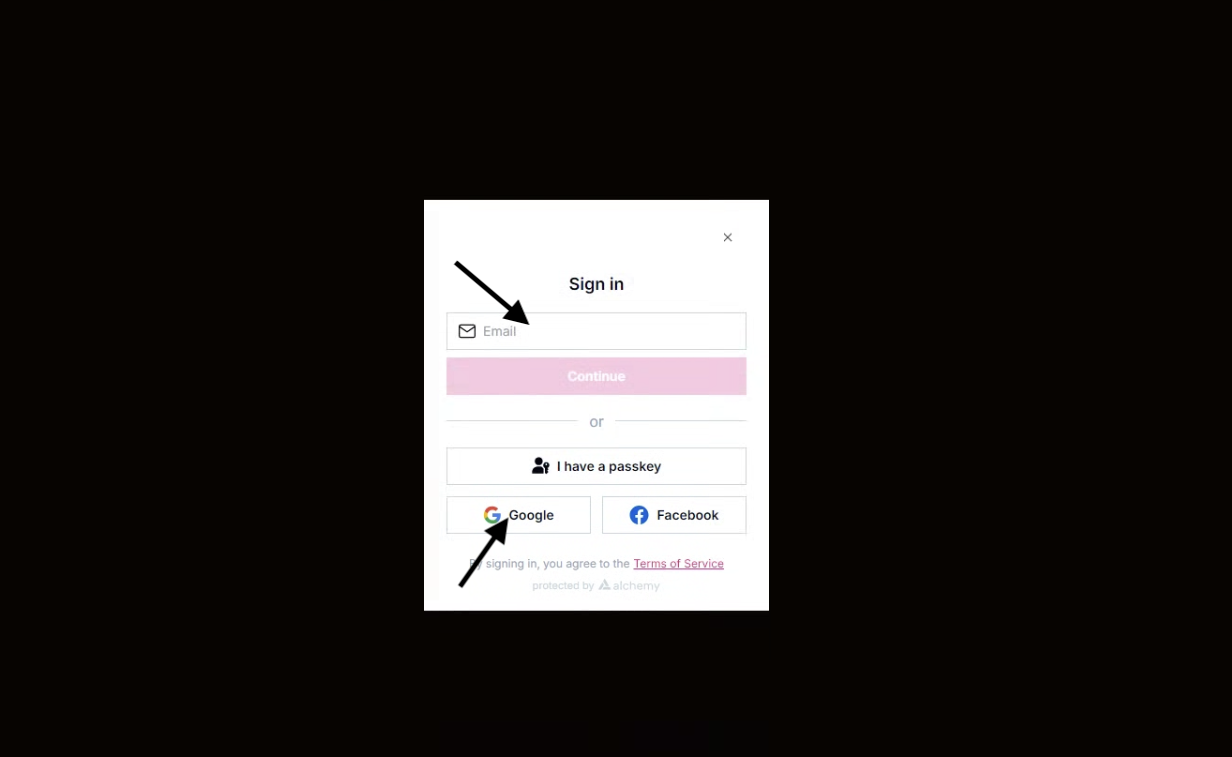 Sign in
Email
Continue
or
I have a passkey
Google Facebook
By signing in, you agree to the Terms of Service
protected by alchemy